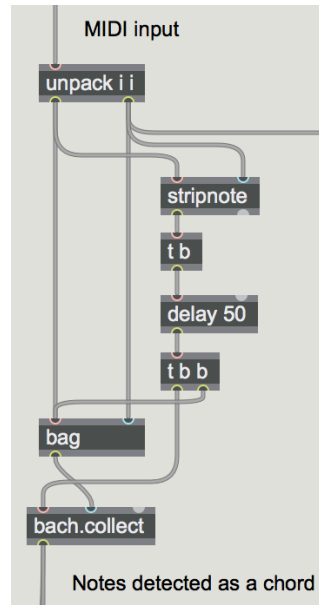 MIDI input
unpack i i
stripnote
t b
delay 50
t b b
bag
bach.collect
Notes detected as a chord